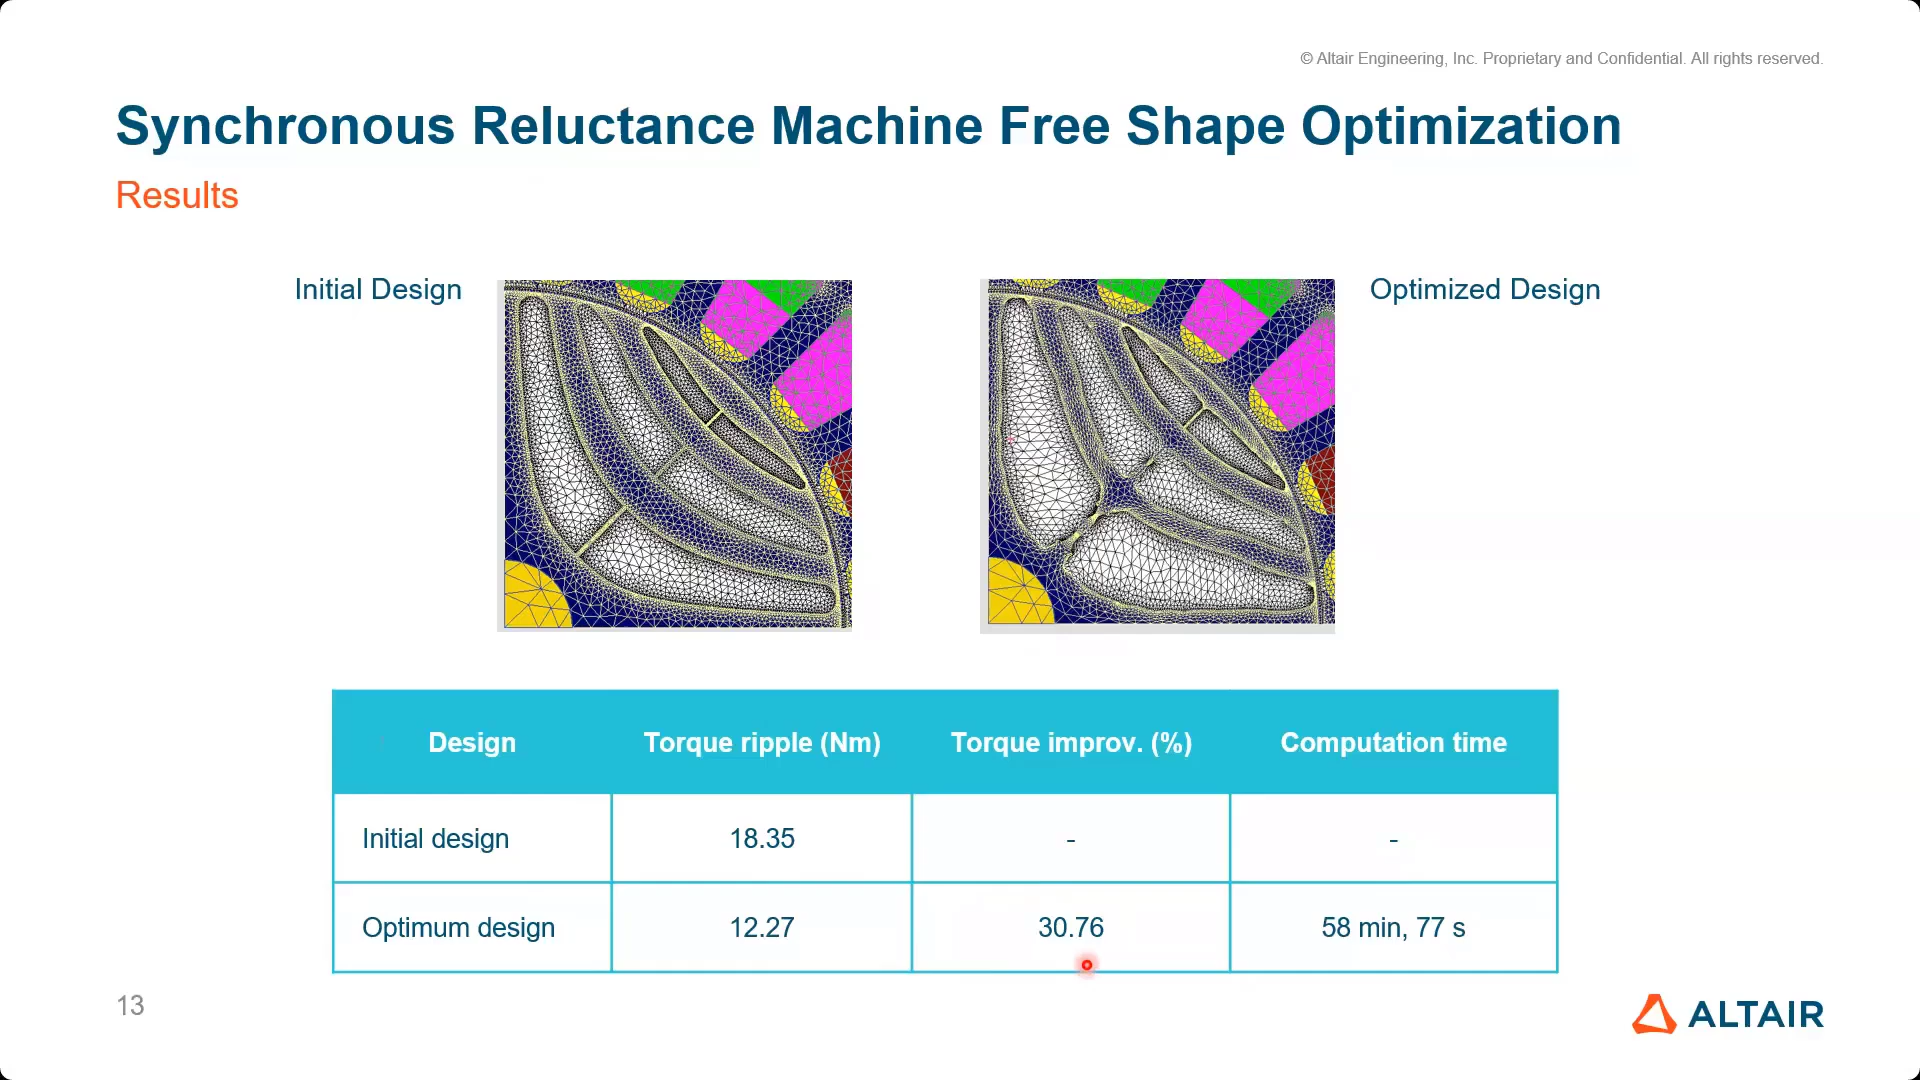 © Altair Engineering, Inc. Proprietary and Confidential. All rights reserved.
Synchronous Reluctance Machine Free Shape Optimization
Results
Initial Design
Optimized Design
Design Torque ripple (Nm) Torque improv. (%) Computation time
Initial design 18.35 - -
Optimum design 12.27 30.76 58 min, 77 s
13
ALTAIR